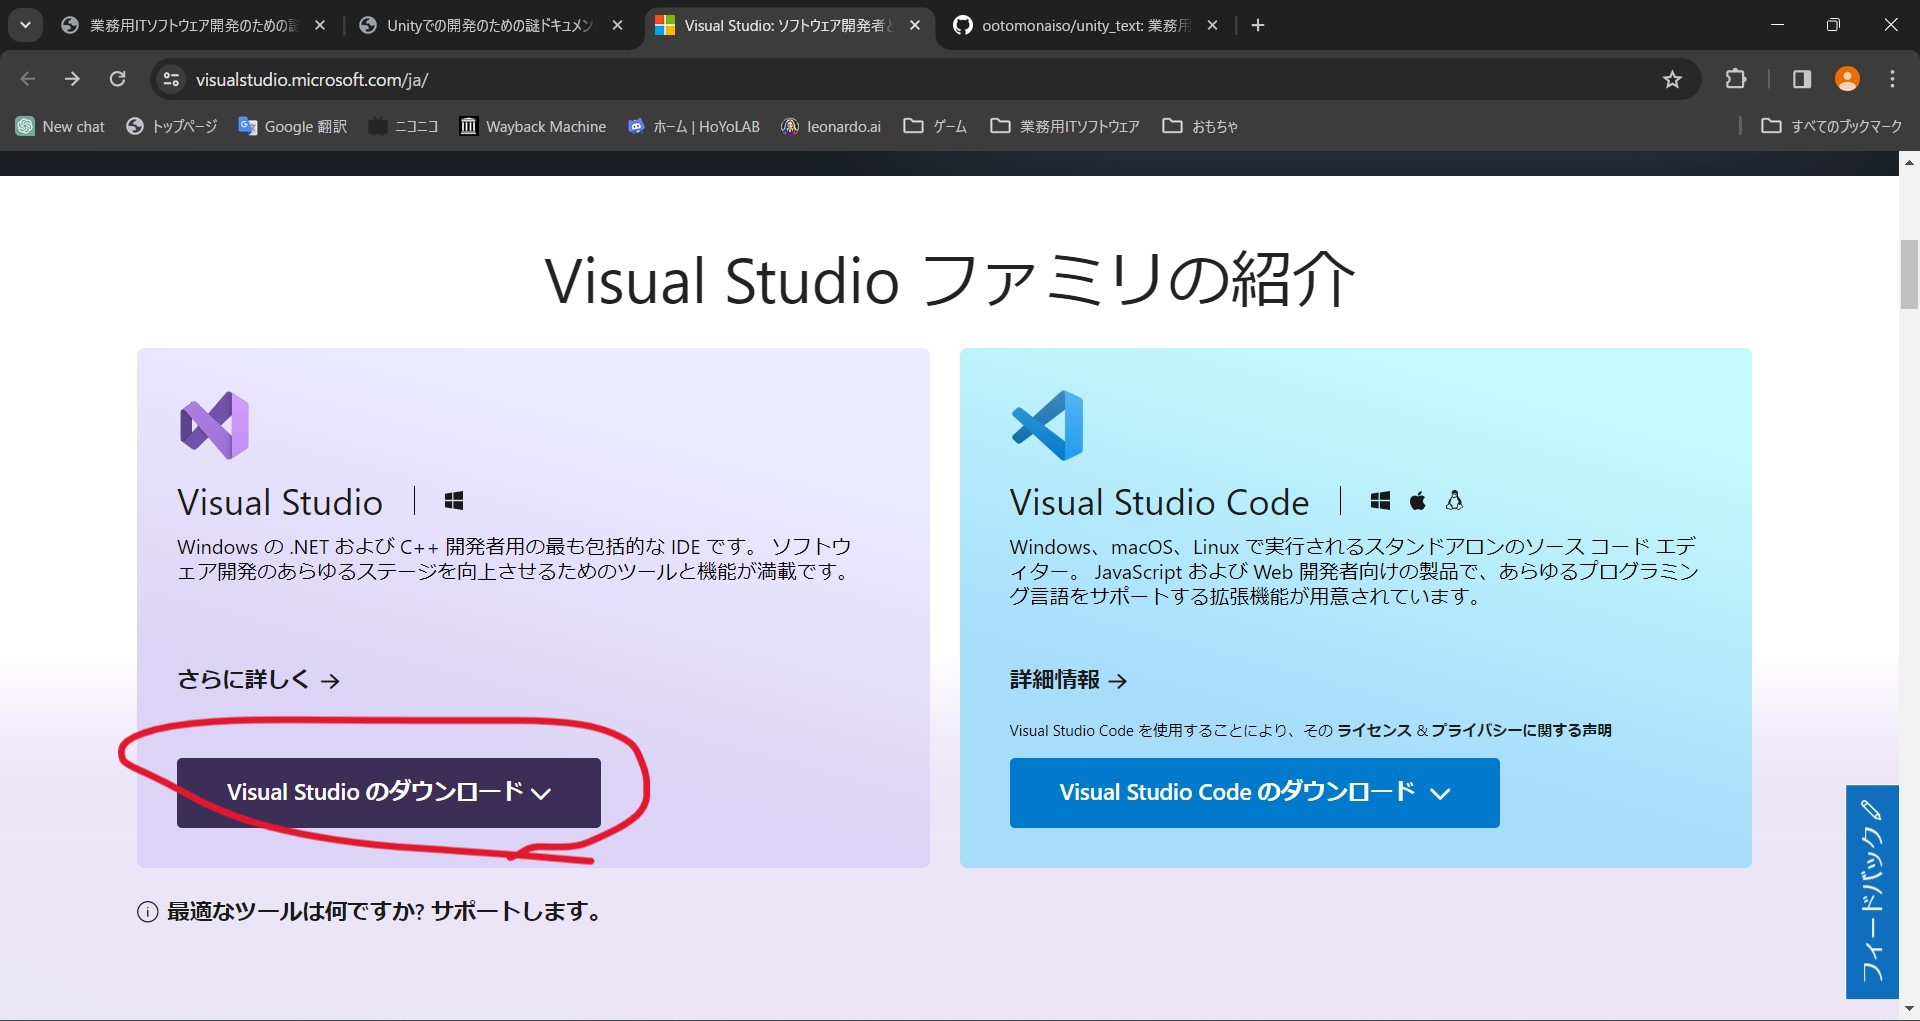 業務用ITソフトウェア開発のための謎
Unityでの開発のための謎ドキュメン
Visual Studio: ソフトウェア開発者と
ootomonaiso/unity_text: 業務用
visualstudio.microsoft.com/ja/
New chat
トップページ
Google 翻訳
ニコニコ
Wayback Machine
ホーム | HoYoLAB
leonardo.ai
ゲーム
業務用ITソフトウェア
おもちゃ
すべてのブックマーク
Visual Studio ファミリの紹介
Visual Studio
Windows の .NET および C++ 開発者用の最も包括的な IDE です。 ソフトウ
ェア開発のあらゆるステージを向上させるためのツールと機能が満載です。
さらに詳しく →
Visual Studio のダウンロード
Visual Studio Code
Windows、macOS、Linux で実行されるスタンドアロンのソース コード エデ
ィター。 JavaScript および Web 開発者向けの製品で、あらゆるプログラミン
グ言語をサポートする拡張機能が用意されています。
詳細情報 →
Visual Studio Code を使用することにより、その ライセンス & プライバシーに関する声明
Visual Studio Code のダウンロード
最適なツールは何ですか? サポートします。
フィードバック